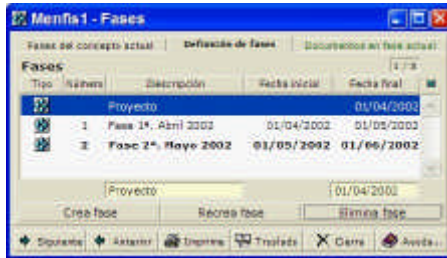 Menfis1 - Fases
Fases del concepto actual Definición de fases Documentos en fase actual
Fases 1 / 3
Tipo Número Descripción Fecha inicial Fecha final
Proyecto 01/04/2002
1 Fase 1ª. Abril 2002 01/04/2002 01/05/2002
2 Fase 2ª. Mayo 2002 01/05/2002 01/06/2002
Proyecto 01/04/2002
Crea fase Recrea fase Elimina fase
Siguiente Anterior Imprime Traslada Cierra Ayuda...